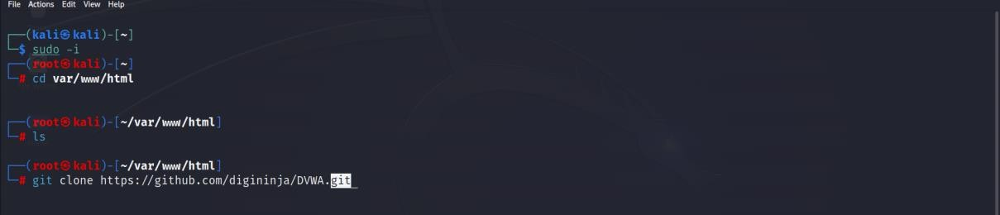 File Actions Edit View Help
┌──(kali㉿kali)-[~]
└─$ sudo -i
┌──(root㉿kali)-[~]
└─# cd var/www/html
┌──(root㉿kali)-[~/var/www/html]
└─# ls
┌──(root㉿kali)-[~/var/www/html]
└─# git clone https://github.com/digininja/DVWA.git_